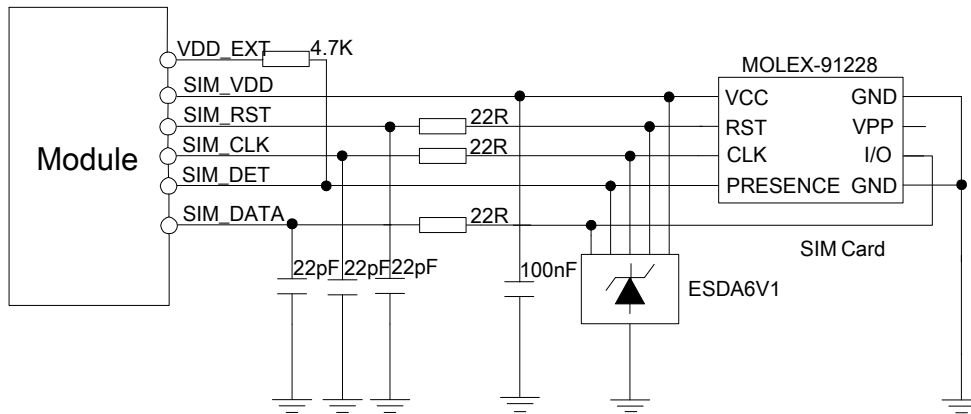 VDD_EXT
4.7K
MOLEX-91228
SIM_VDD
VCC
GND
SIM_RST
22R
RST
VPP
SIM_CLK
22R
CLK
I/O
Module
SIM_DET
PRESENCE
GND
SIM_DATA
22R
SIM Card
22pF
22pF
22pF
100nF
ESDA6V1